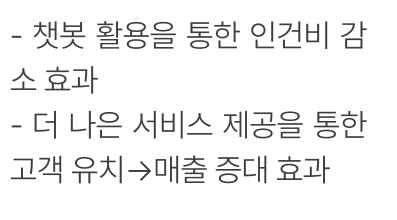 - 챗봇 활용을 통한 인건비 감
소 효과
- 더 나은 서비스 제공을 통한
고객 유치→매출 증대 효과